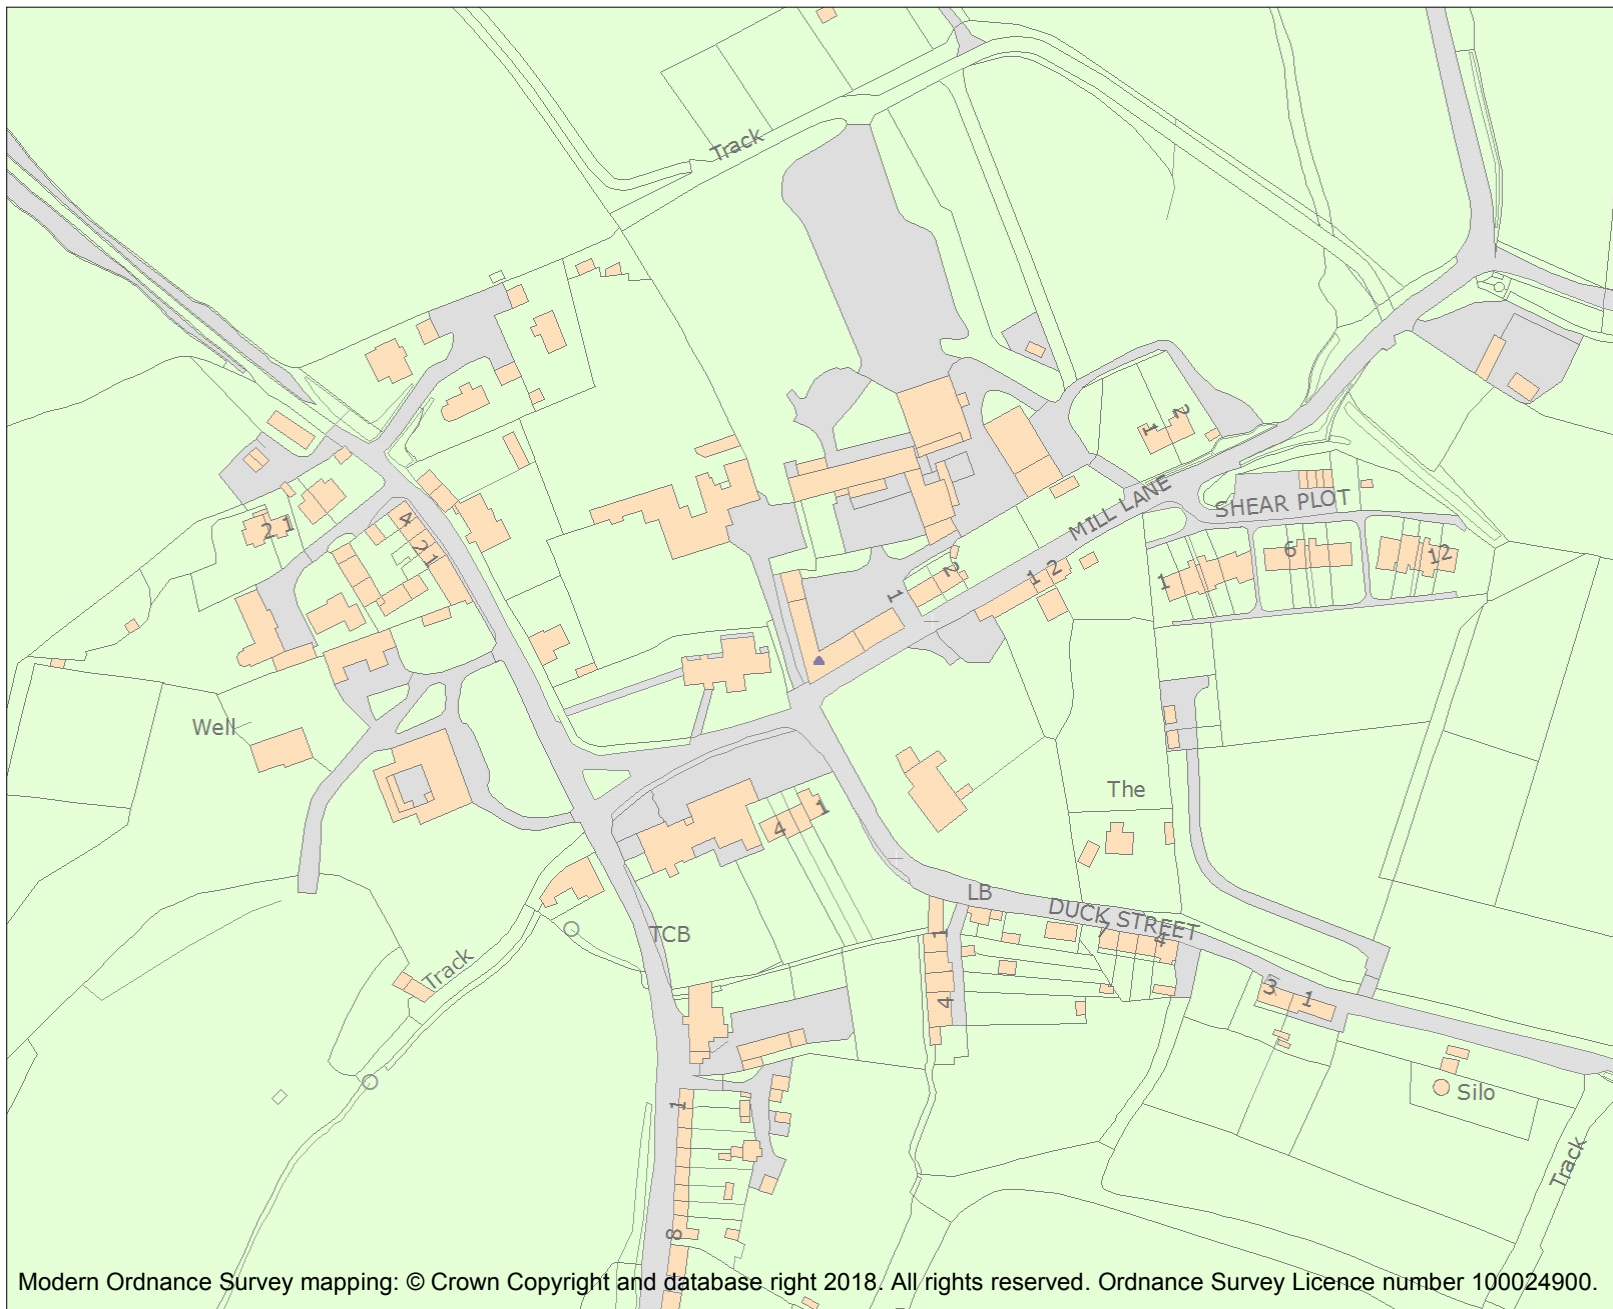 Track
2
1
MILL LANE
SHEAR PLOT
4
2 1
2 1
2
1
1 2
1
6
12
Well
The
4
1
LB
DUCK STREET
TCB
1
7
4
Track
4
3
1
Silo
1
Track
8
Modern Ordnance Survey mapping: © Crown Copyright and database right 2018. All rights reserved. Ordnance Survey Licence number 100024900.